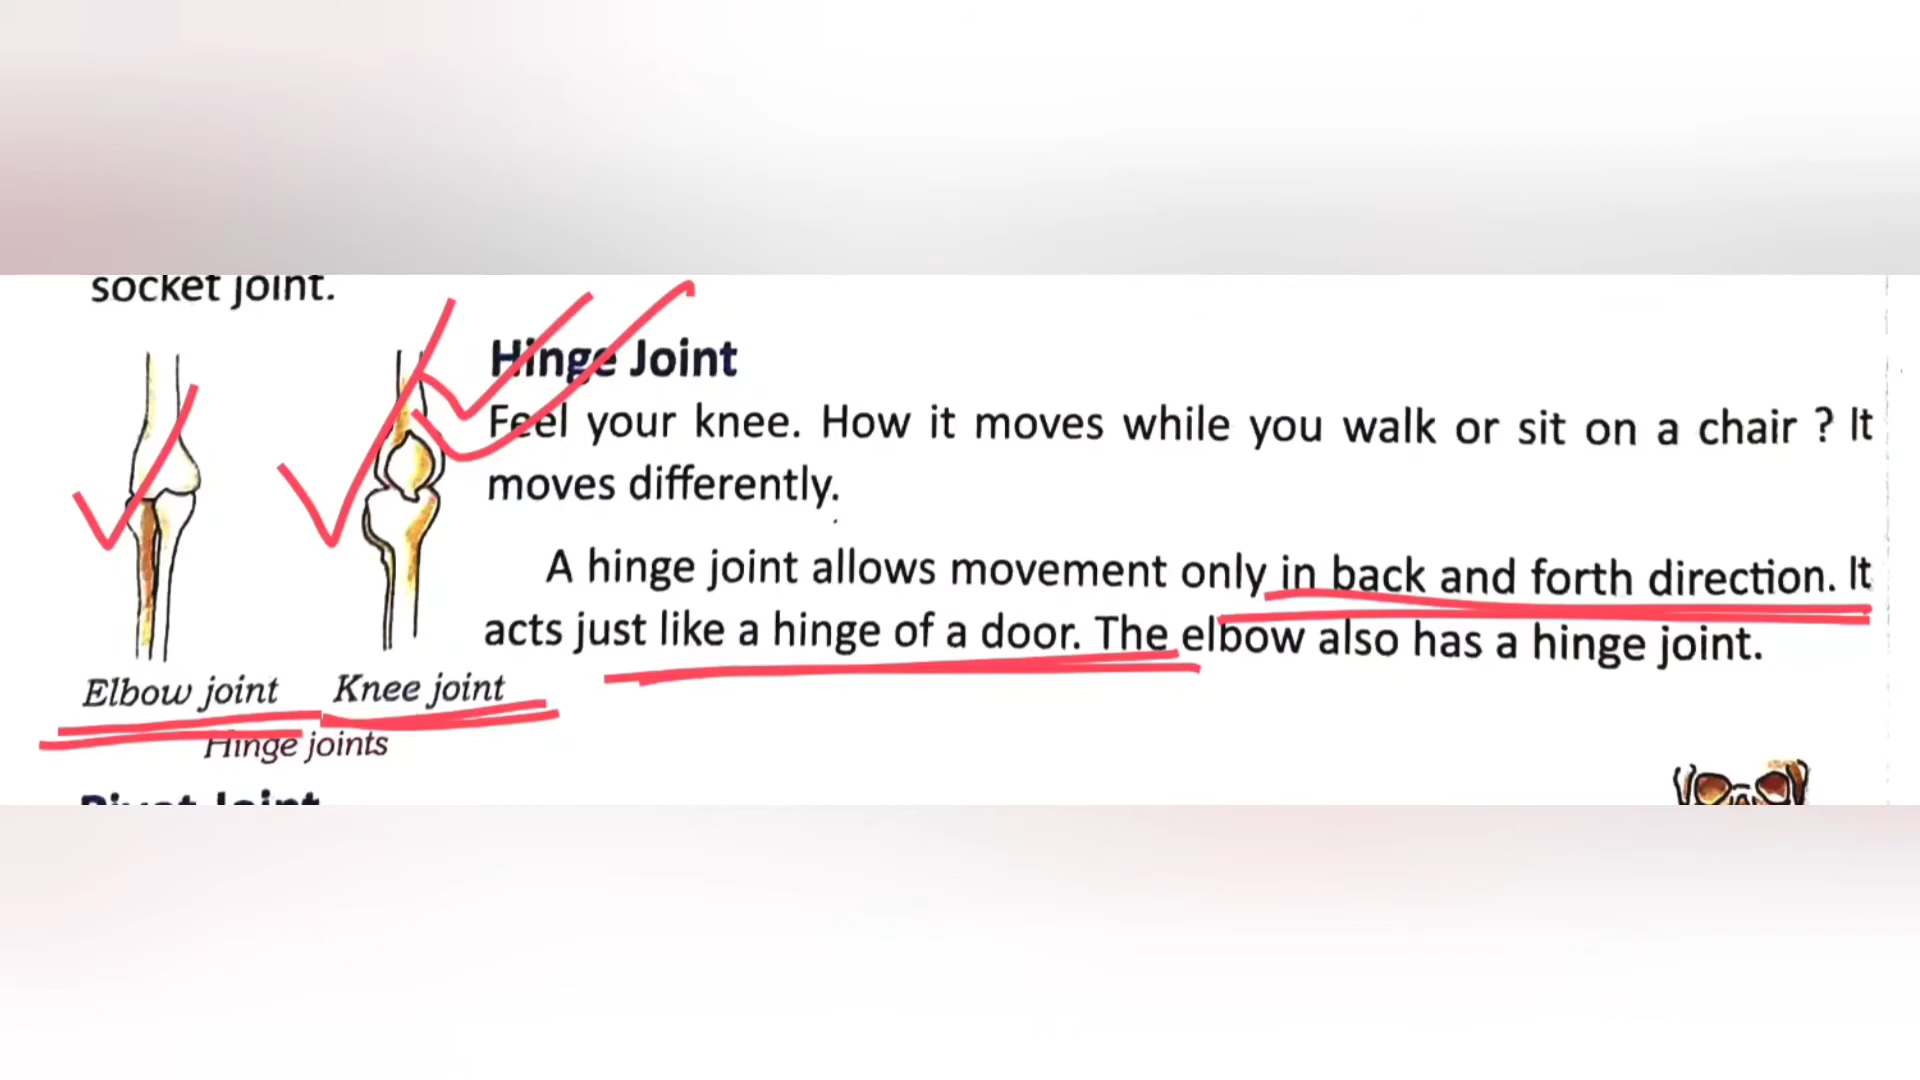 socket joint.
Hinge Joint
Feel your knee. How it moves while you walk or sit on a chair ? It
moves differently.
A hinge joint allows movement only in back and forth direction. It
acts just like a hinge of a door. The elbow also has a hinge joint.
Elbow joint Knee joint
Hinge joints
Pivot Joint